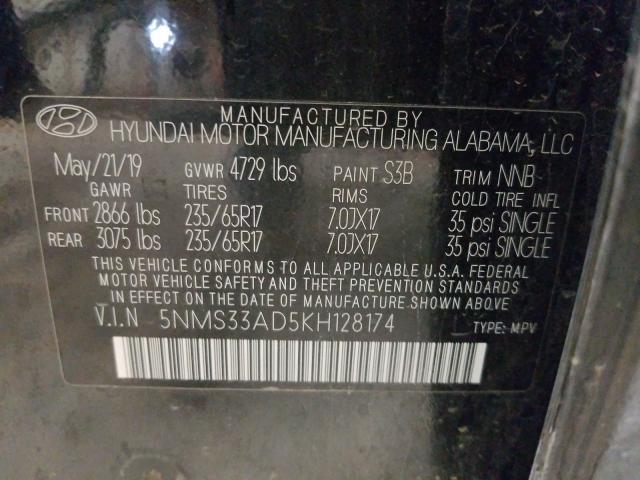 MANUFACTURED BY
HYUNDAI MOTOR MANUFACTURING ALABAMA, LLC
May/21/19 GVWR 4729 lbs PAINT S3B TRIM NNB
GAWR TIRES RIMS COLD TIRE INFL
FRONT 2866 lbs 235/65R17 7.0JX17 35 psi SINGLE
REAR 3075 lbs 235/65R17 7.0JX17 35 psi SINGLE
THIS VEHICLE CONFORMS TO ALL APPLICABLE U.S.A. FEDERAL
MOTOR VEHICLE SAFETY AND THEFT PREVENTION STANDARDS
IN EFFECT ON THE DATE OF MANUFACTURE SHOWN ABOVE.
V.I.N 5NMS33AD5KH128174 TYPE: MPV